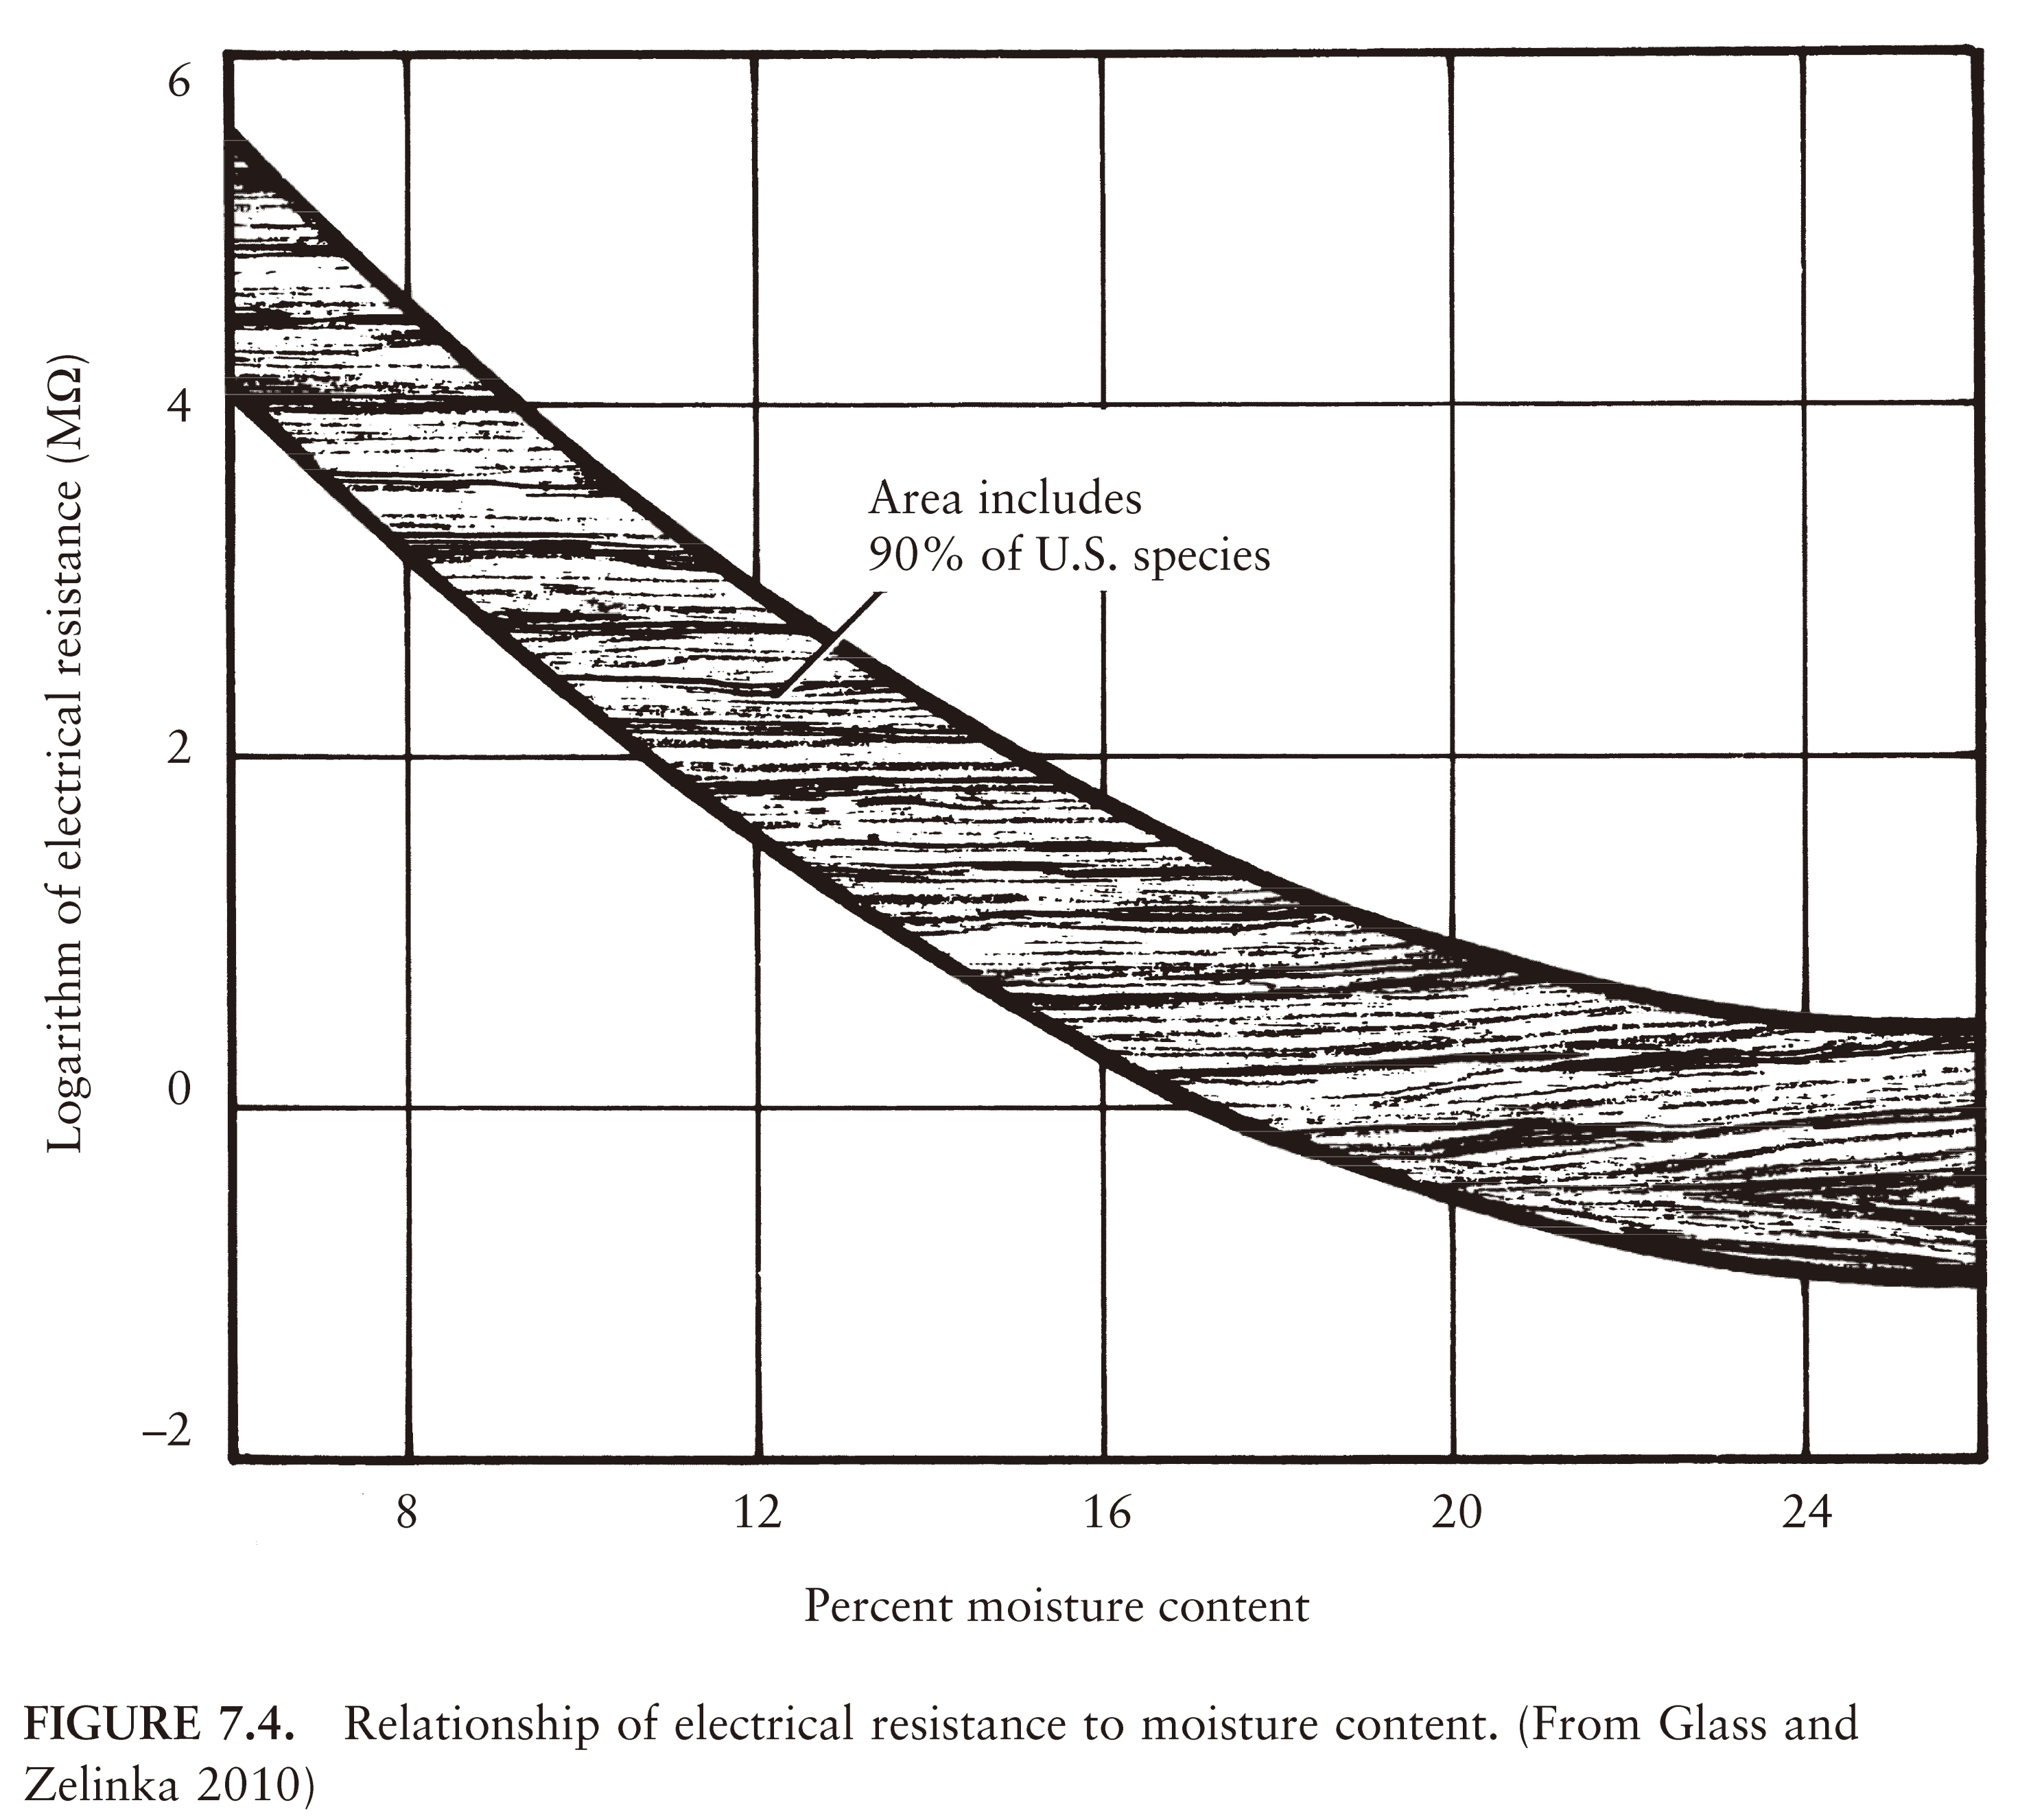 6
4
2
0
−2
Logarithm of electrical resistance (MΩ)
Area includes
90% of U.S. species
8 12 16 20 24
Percent moisture content
FIGURE 7.4. Relationship of electrical resistance to moisture content. (From Glass and
Zelinka 2010)